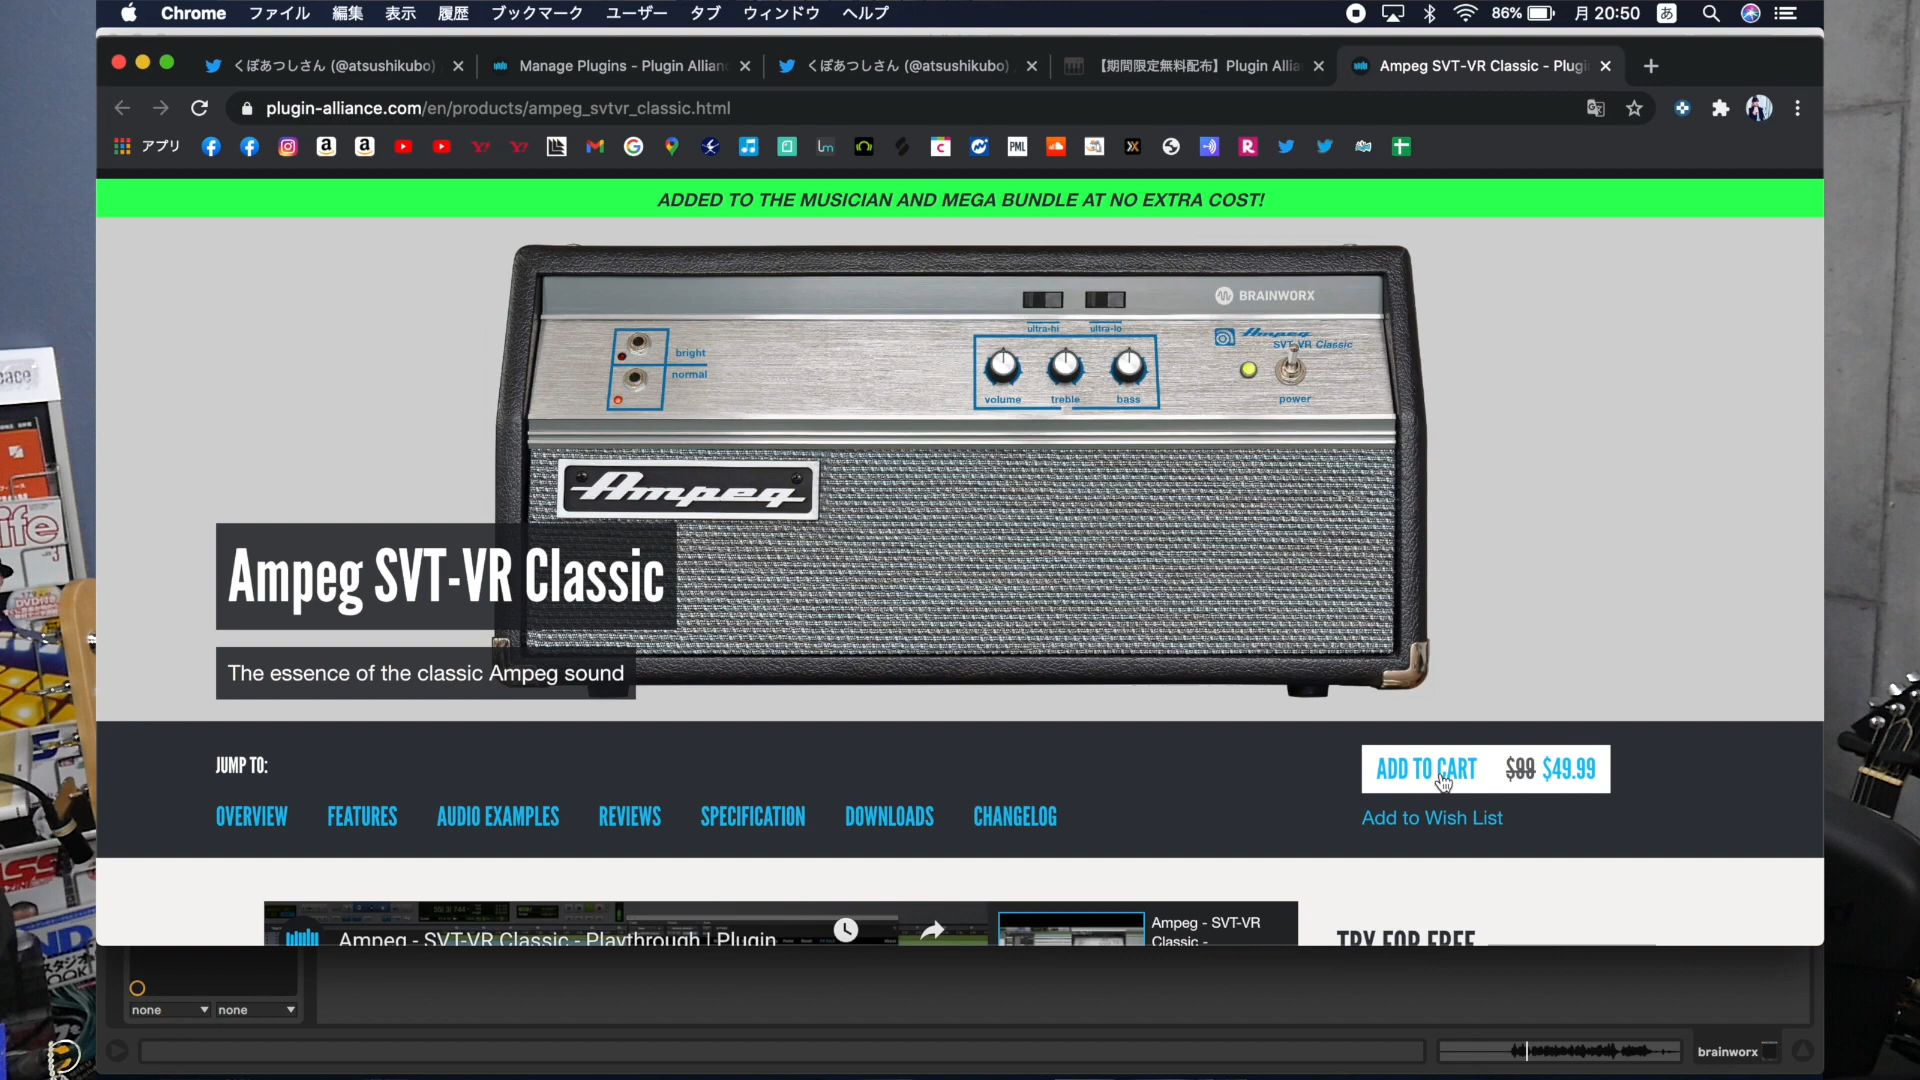 Chrome ファイル 編集 表示 履歴 ブックマーク ユーザー タブ ウィンドウ ヘルプ 86% 月 20:50 あ
くぼあつしさん (@atsushikubo)
Manage Plugins - Plugin Allian
くぼあつしさん (@atsushikubo)
【期間限定無料配布】Plugin Allia
Ampeg SVT-VR Classic - Plugi
plugin-alliance.com/en/products/ampeg_svtvr_classic.html
アプリ
PML
ADDED TO THE MUSICIAN AND MEGA BUNDLE AT NO EXTRA COST!
BRAINWORX
ultra-hi ultra-lo
Ampeg
SVT-VR Classic
bright
normal
volume treble bass
power
Ampeg
Ampeg SVT-VR Classic
The essence of the classic Ampeg sound
JUMP TO:
ADD TO CART $99 $49.99
OVERVIEW FEATURES AUDIO EXAMPLES REVIEWS SPECIFICATION DOWNLOADS CHANGELOG
Add to Wish List
Ampeg - SVT-VR Classic - Playthrough | Plugin
Ampeg - SVT-VR
Classic -
TRY FOR FREE
none none
brainworx